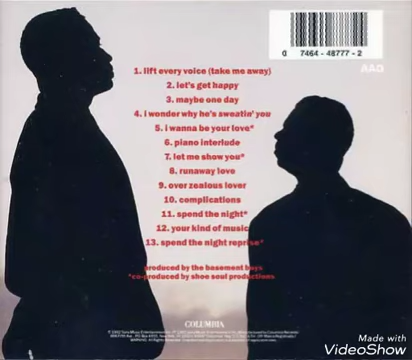 0 7464-48777-2
AAD
1. lift every voice (take me away)
2. let's get happy
3. maybe one day
4. i wonder why he's sweatin' you
5. i wanna be your love*
6. piano interlude
7. let me show you*
8. runaway love
9. over zealous lover
10. complications
11. spend the night*
12. your kind of music
13. spend the night reprise*
produced by the basement boys
*co-produced by shoe soul productions
COLUMBIA
Made with
VideoShow